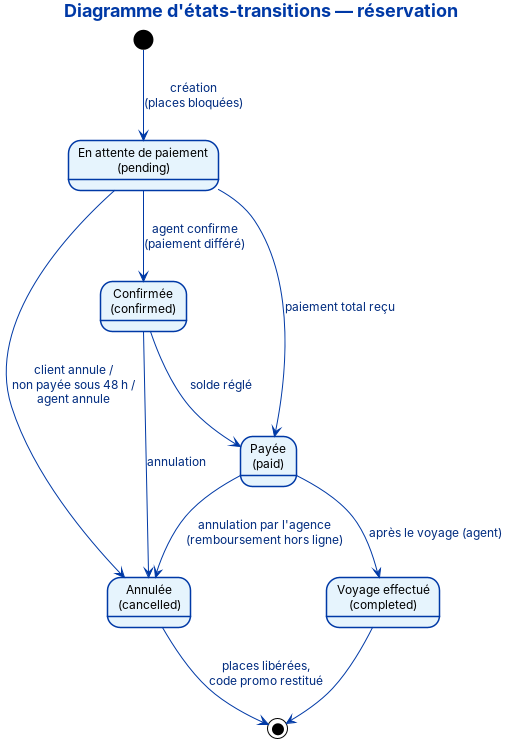 Diagramme d'états-transitions — réservation
création
(places bloquées)
En attente de paiement
(pending)
agent confirme
(paiement différé)
Confirmée
(confirmed)
paiement total reçu
client annule /
non payée sous 48 h /
agent annule
solde réglé
Payée
(paid)
annulation
annulation par l'agence
(remboursement hors ligne)
après le voyage (agent)
Annulée
(cancelled)
Voyage effectué
(completed)
places libérées,
code promo restitué